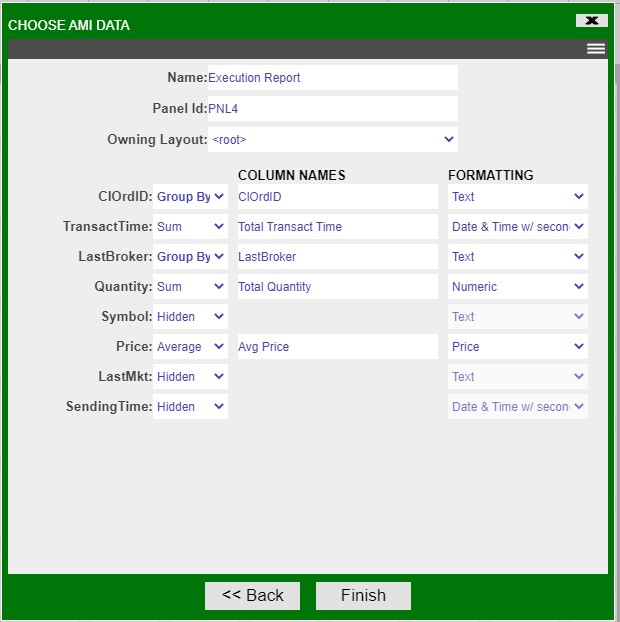 CHOOSE AMI DATA
Name: Execution Report
Panel Id: PNL4
Owning Layout: <root>
COLUMN NAMES FORMATTING
ClOrdID: Group By ClOrdID Text
TransactTime: Sum Total Transact Time Date & Time w/ secon
LastBroker: Group By LastBroker Text
Quantity: Sum Total Quantity Numeric
Symbol: Hidden Text
Price: Average Avg Price Price
LastMkt: Hidden Text
SendingTime: Hidden Date & Time w/ secon
<< Back Finish